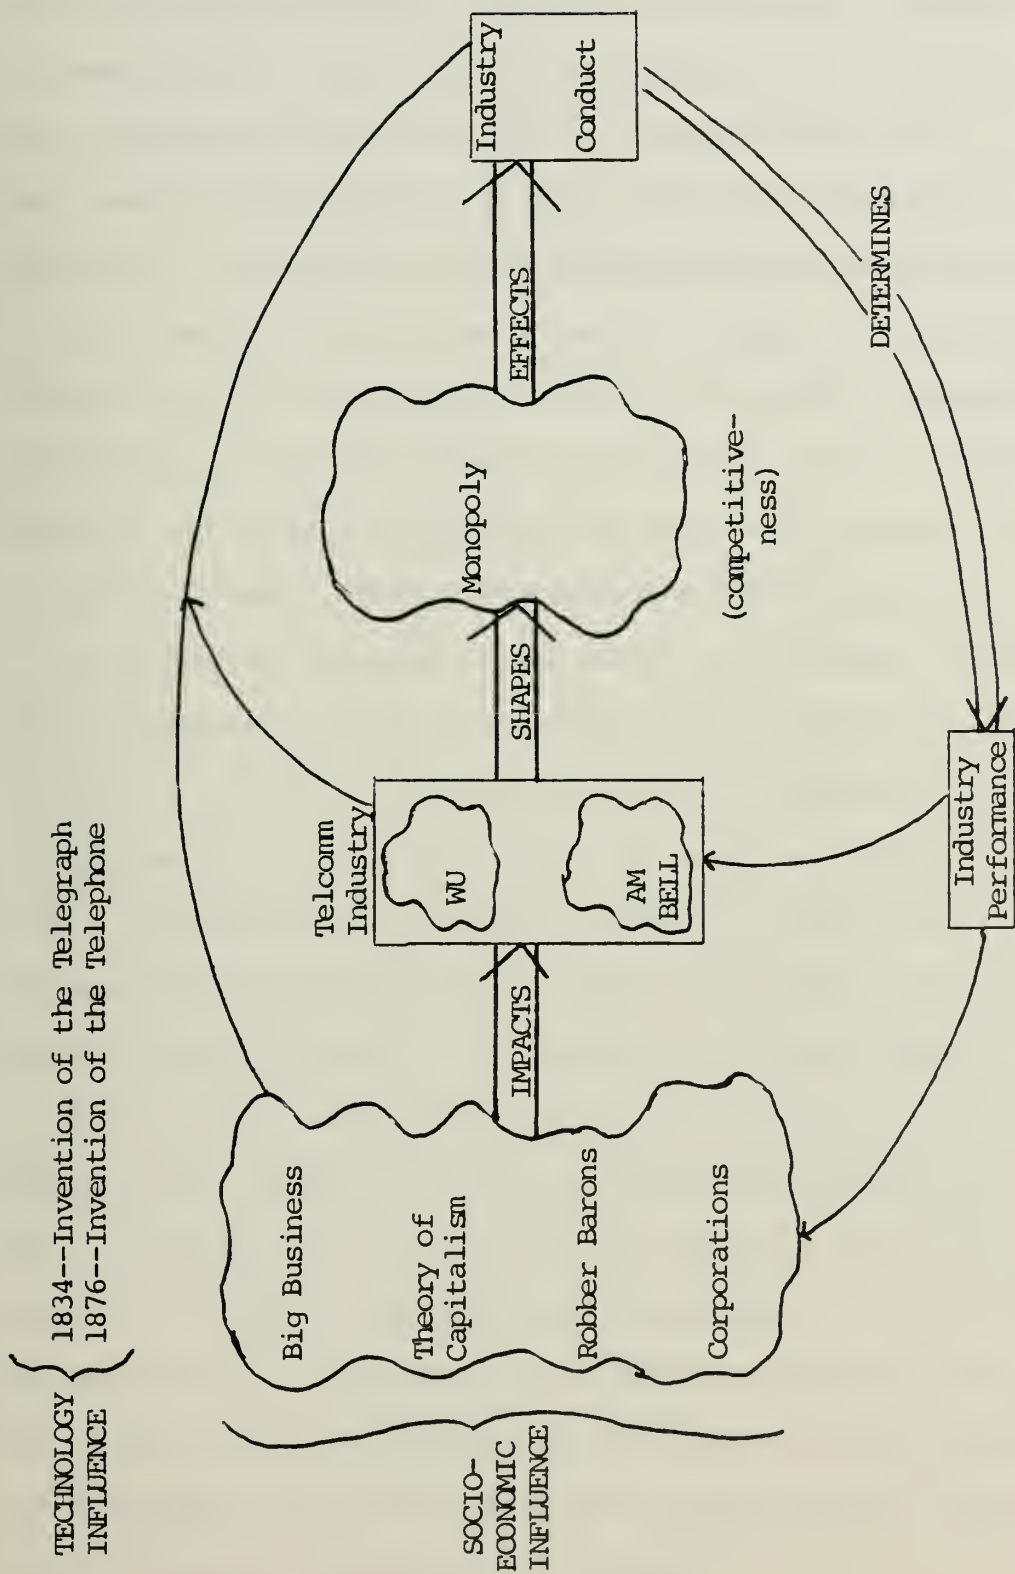 TECHNOLOGY
INFLUENCE
1834--Invention of the Telegraph
1876--Invention of the Telephone
SOCIO-
ECONOMIC
INFLUENCE
Big Business
Theory of
Capitalism
Robber Barons
Corporations
IMPACTS
Telcomm
Industry
WU
AM
BELL
SHAPES
Monopoly
(competitive-
ness)
EFFECTS
Industry
Conduct
DETERMINES
Industry
Performance